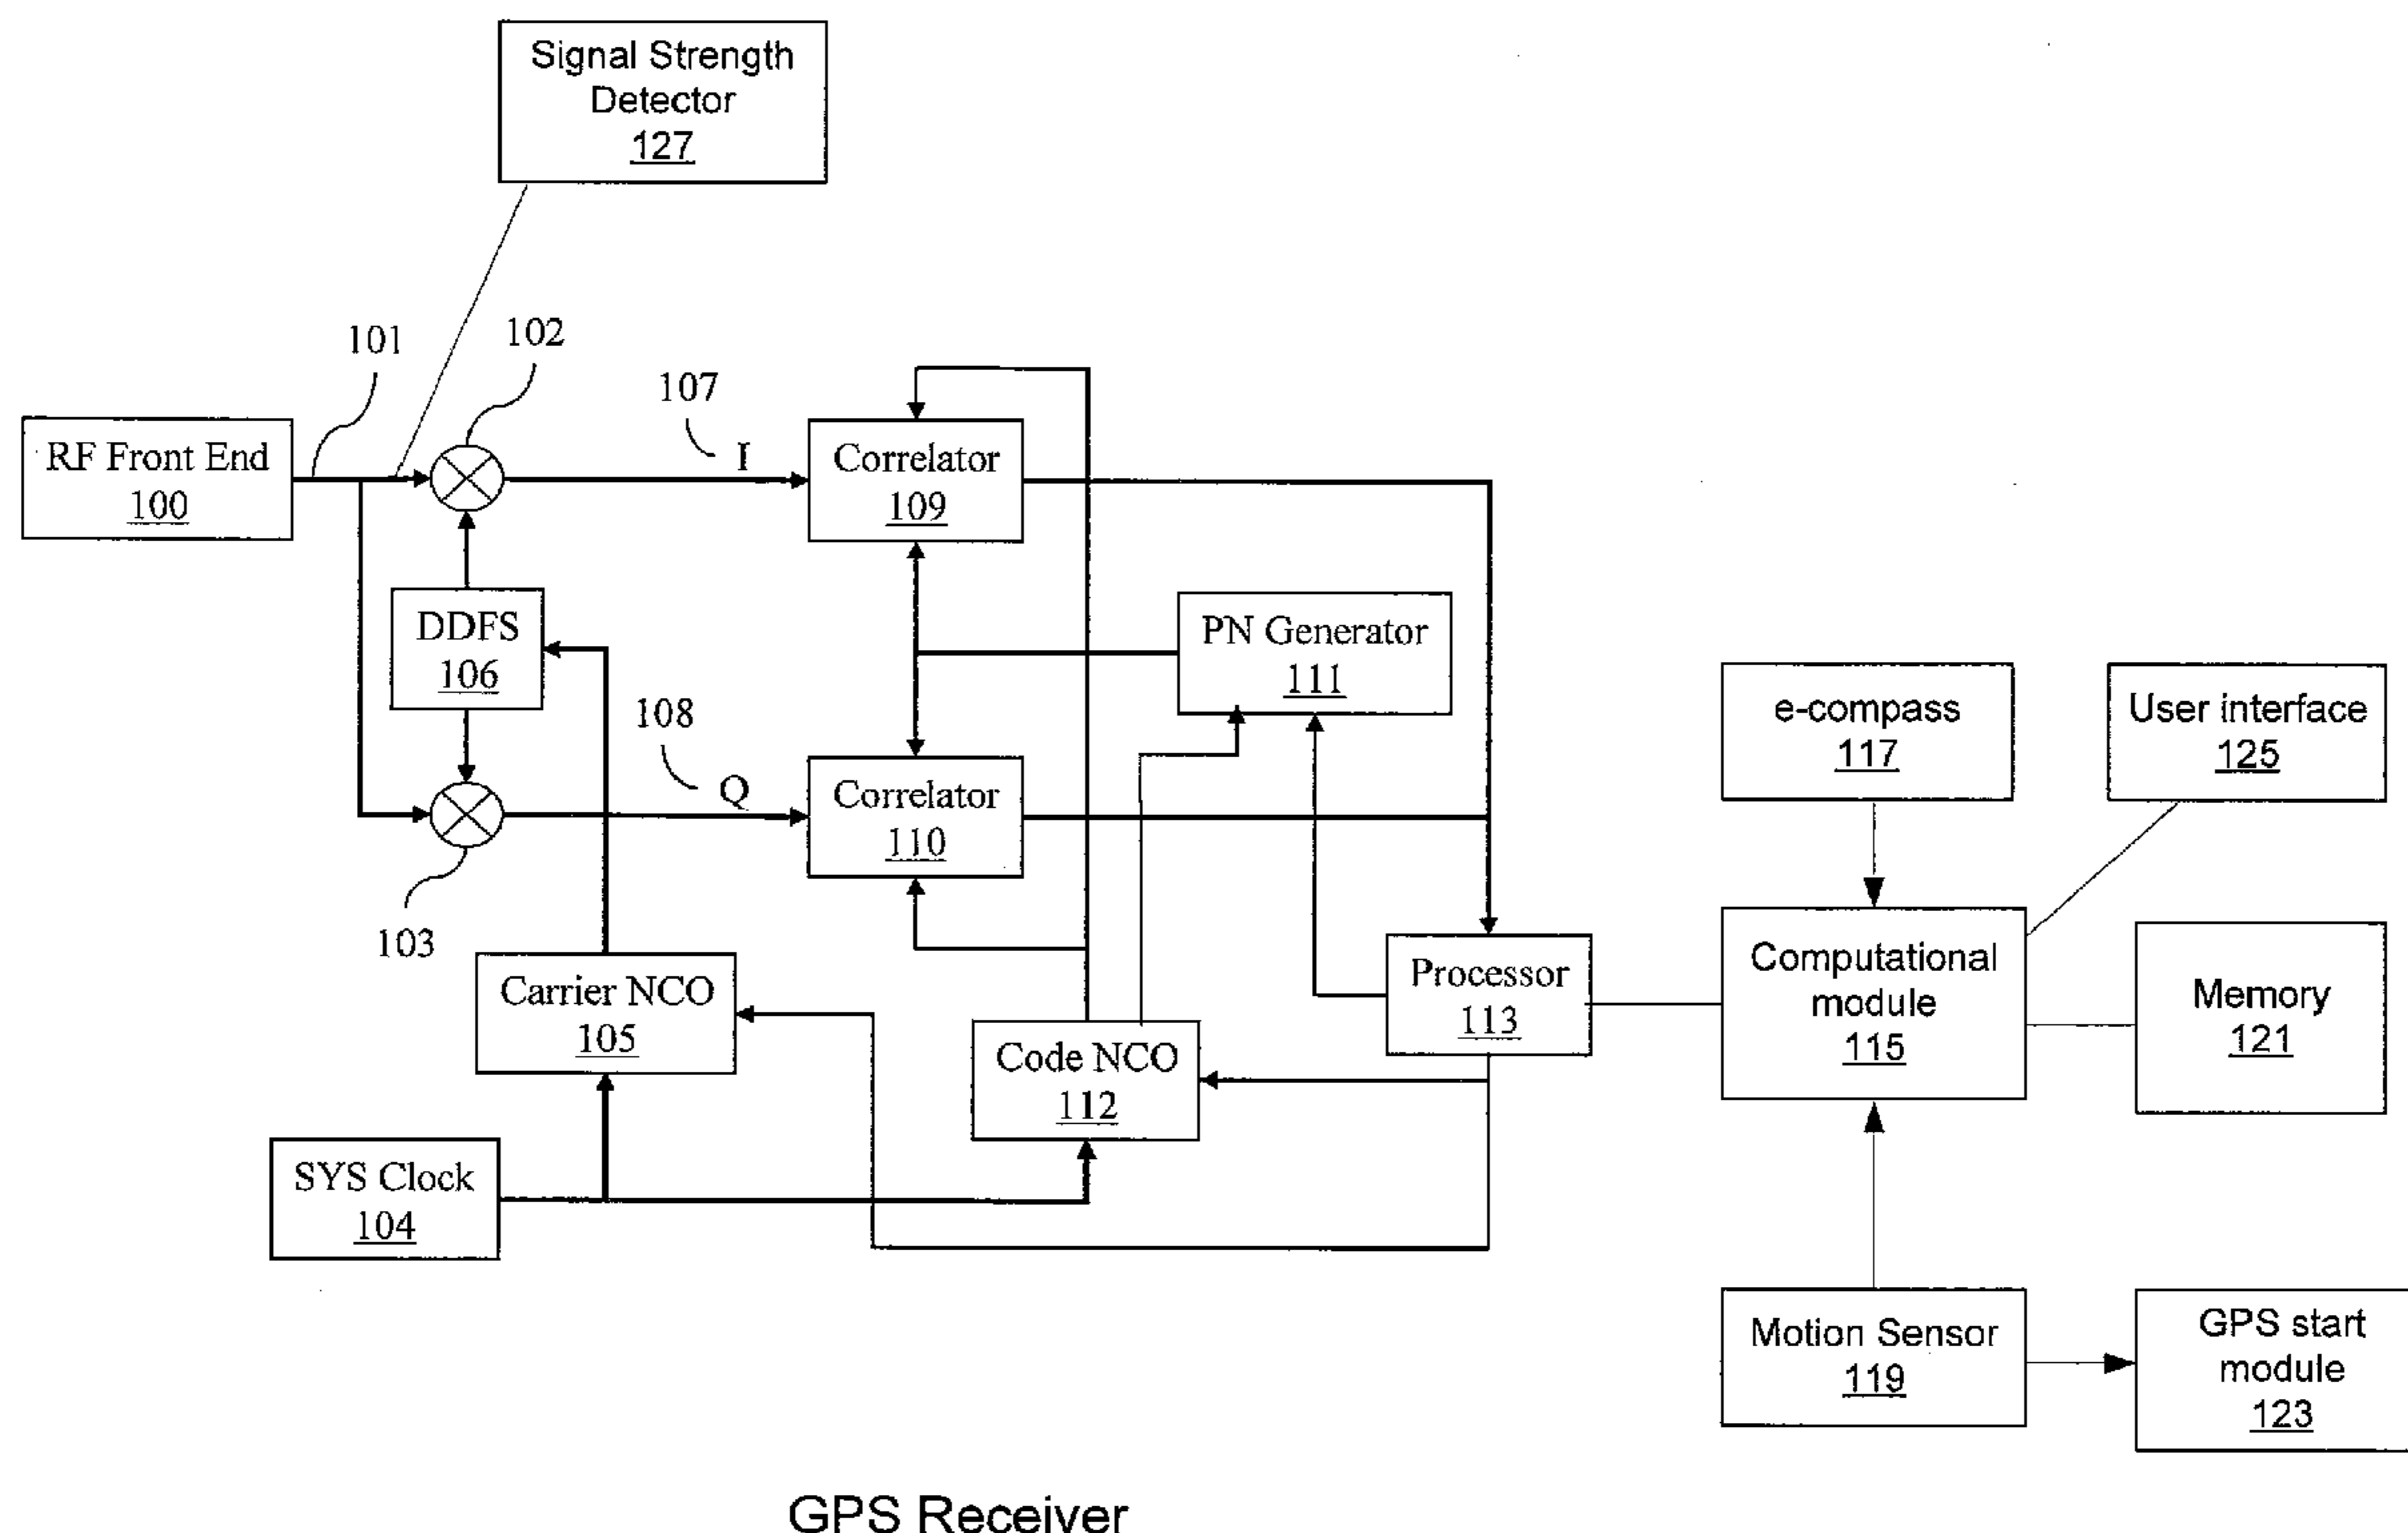 Signal Strength
Detector
127
101
102
107
I
RF Front End
100
Correlator
109
DDFS
106
PN Generator
111
108
Q
Correlator
110
103
e-compass
117
User interface
125
Carrier NCO
105
Code NCO
112
Processor
113
Computational
module
115
Memory
121
SYS Clock
104
Motion Sensor
119
GPS start
module
123
GPS Receiver